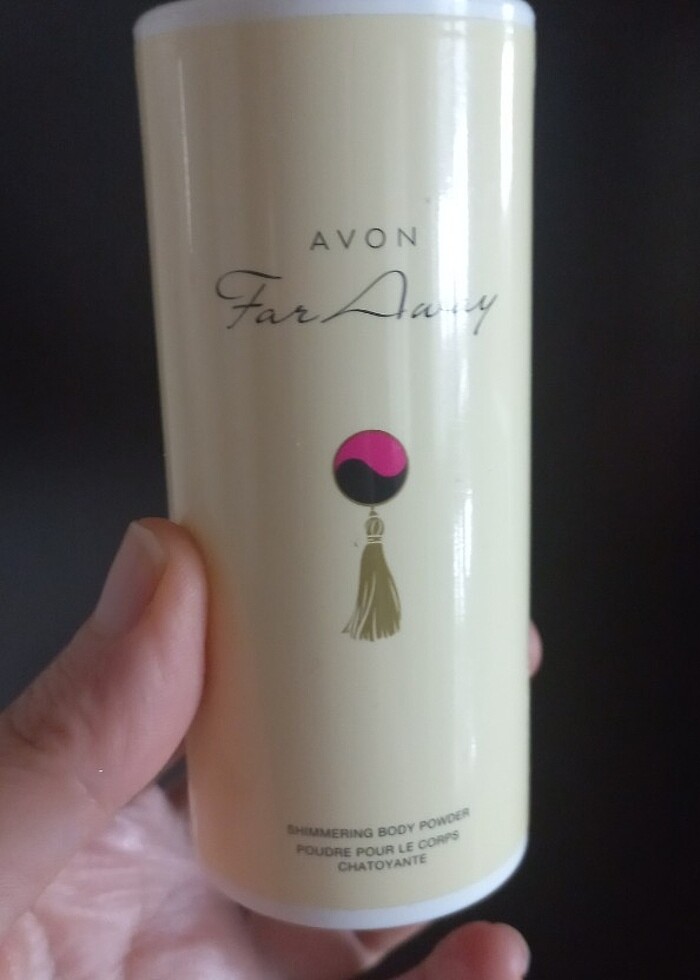 AVON
Far Away
SHIMMERING BODY POWDER
POUDRE POUR LE CORPS
CHATOYANTE